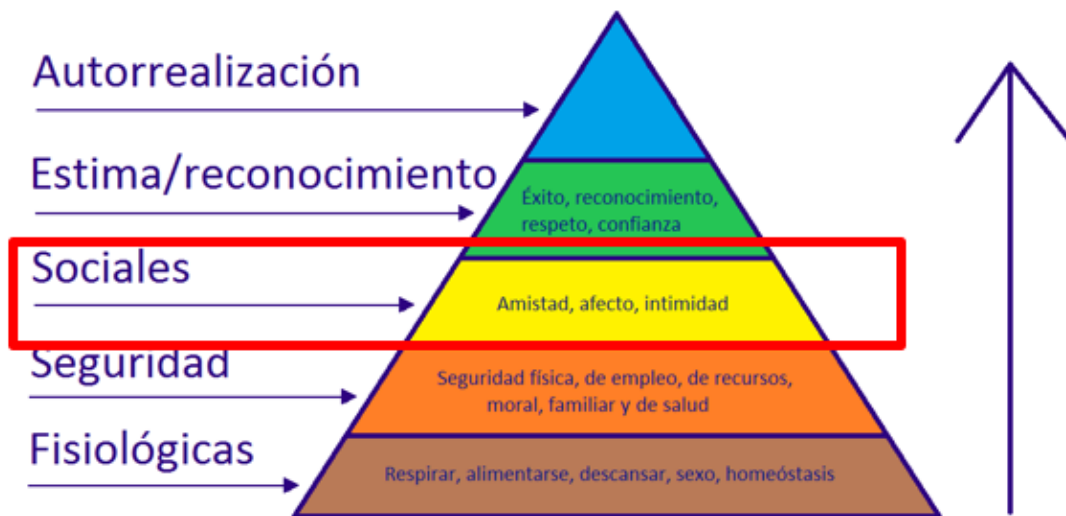 Autorrealización
Estima/reconocimiento
Éxito, reconocimiento,
respeto, confianza
Sociales
Amistad, afecto, intimidad
Seguridad
Seguridad física, de empleo, de recursos,
moral, familiar y de salud
Fisiológicas
Respirar, alimentarse, descansar, sexo, homeóstasis